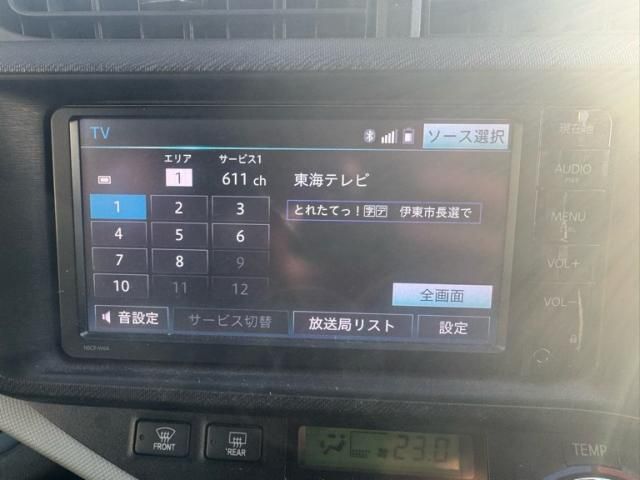 TV
ソース選択
エリア サービス1
1 611 ch 東海テレビ
1 2 3 とれたてっ!🈑🈓 伊東市長選で
4 5 6
7 8 9
10 11 12
全画面
音設定 サービス切替 放送局リスト 設定
現在地
AUDIO
MENU
VOL+
VOL−
NSCP-W64
FRONT
REAR
23.0
TEMP